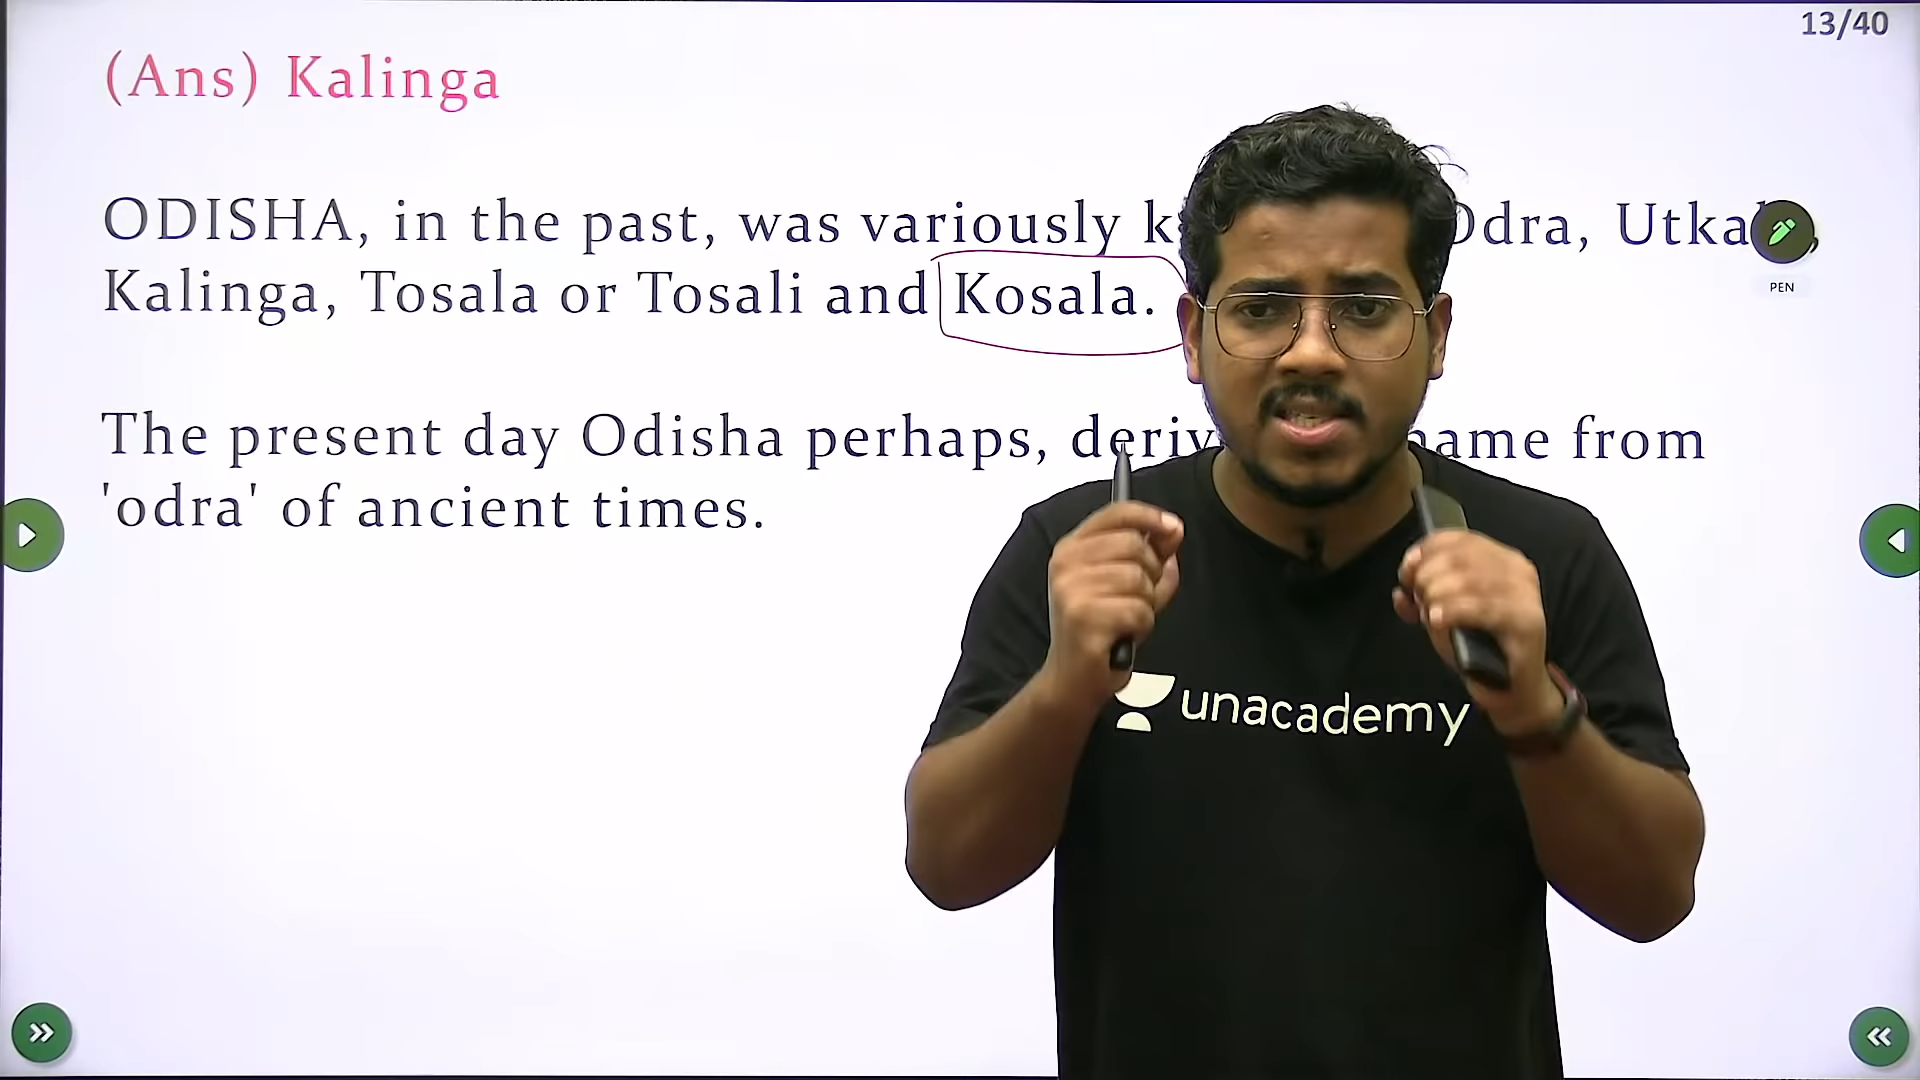 13/40
(Ans) Kalinga
ODISHA, in the past, was variously Odra,
Kalinga, Tosala or Tosali and Kosala.
PEN
The present day Odisha perhaps, from
'odra' of ancient times.
unacademy